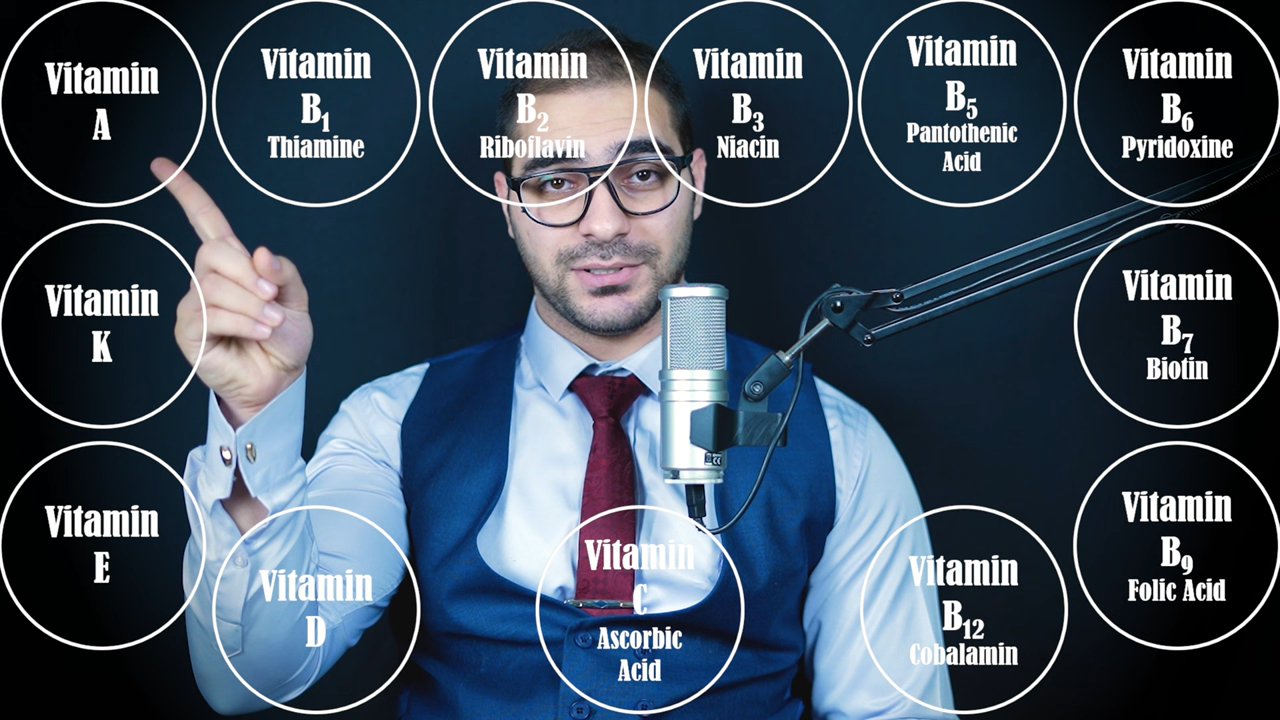 Vitamin
A
Vitamin
B₁
Thiamine
Vitamin
B₂
Riboflavin
Vitamin
B₃
Niacin
Vitamin
B₅
Pantothenic
Acid
Vitamin
B₆
Pyridoxine
Vitamin
K
Vitamin
B₇
Biotin
Vitamin
E
Vitamin
D
Vitamin
C
Ascorbic
Acid
Vitamin
B₁₂
Cobalamin
Vitamin
B₉
Folic Acid